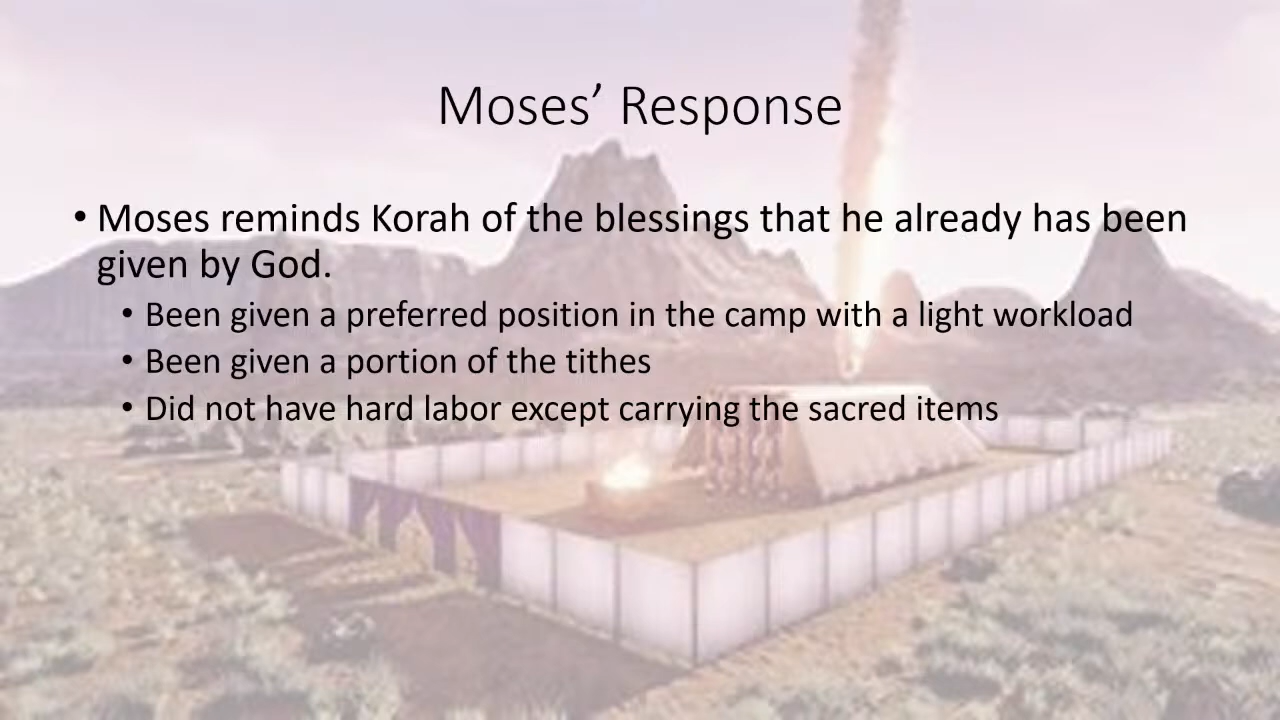 Moses’ Response
• Moses reminds Korah of the blessings that he already has been
given by God.
• Been given a preferred position in the camp with a light workload
• Been given a portion of the tithes
• Did not have hard labor except carrying the sacred items